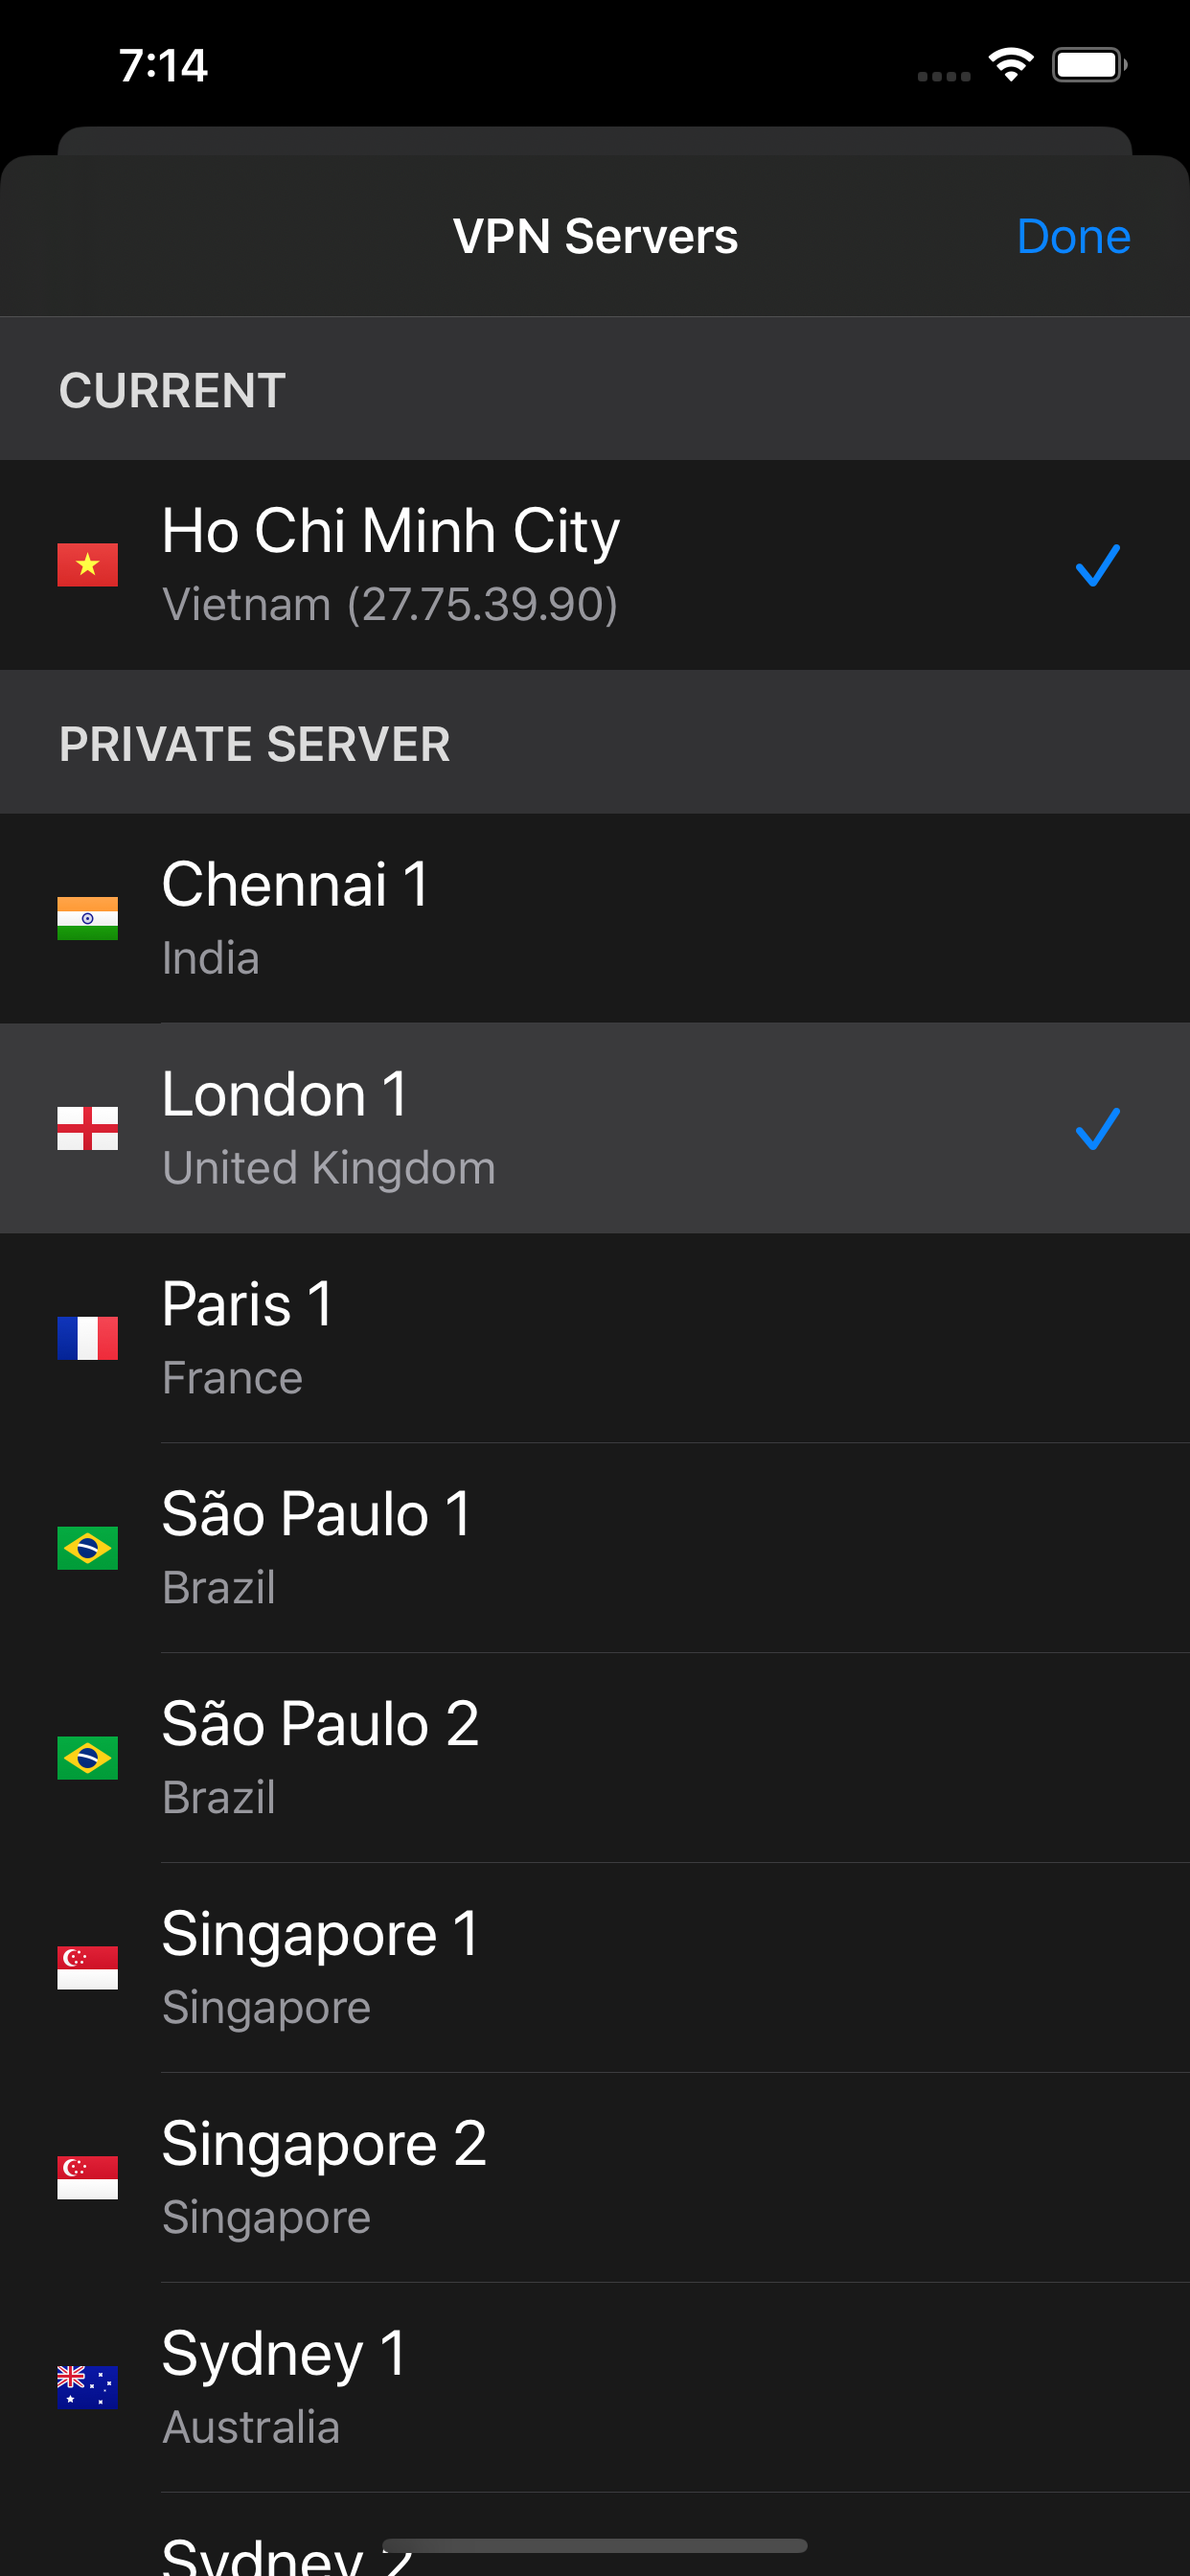 7:14
VPN Servers
Done
CURRENT
Ho Chi Minh City
Vietnam (27.75.39.90)
PRIVATE SERVER
Chennai 1
India
London 1
United Kingdom
Paris 1
France
São Paulo 1
Brazil
São Paulo 2
Brazil
Singapore 1
Singapore
Singapore 2
Singapore
Sydney 1
Australia
Sydney 2